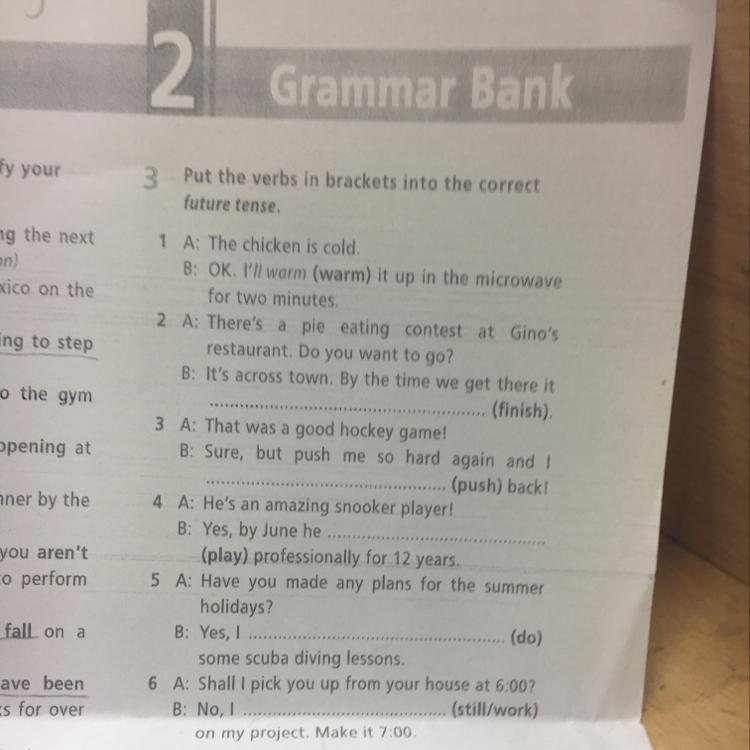 2 Grammar Bank
fy your
ng the next
on)
xico on the
ing to step
o the gym
opening at
nner by the
you aren't
to perform
fall on a
ave been
ks for over
3 Put the verbs in brackets into the correct
future tense.
1 A: The chicken is cold.
B: OK. I'll warm (warm) it up in the microwave
for two minutes.
2 A: There's a pie eating contest at Gino's
restaurant. Do you want to go?
B: It's across town. By the time we get there it
.................................................... (finish).
3 A: That was a good hockey game!
B: Sure, but push me so hard again and I
.............................................. (push) back!
4 A: He's an amazing snooker player!
B: Yes, by June he ..........................................
(play) professionally for 12 years.
5 A: Have you made any plans for the summer
holidays?
B: Yes, I ................................................. (do)
some scuba diving lessons.
6 A: Shall I pick you up from your house at 6:00?
B: No, I ....................................... (still/work)
on my project. Make it 7:00.